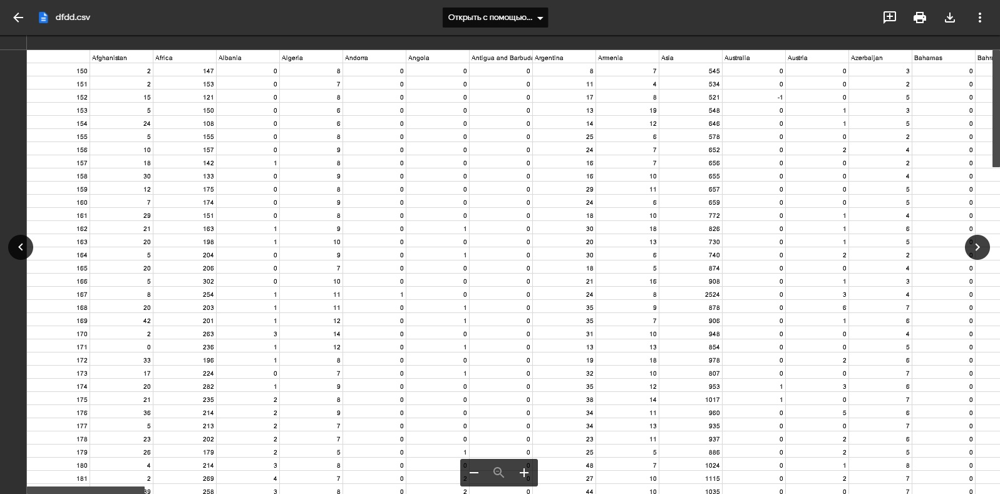 dfdd.csv Открыть с помощью...
Afghanistan Africa Albania Algeria Andorra Angola Antigua and Barbuda Argentina Armenia Asia Australia Austria Azerbaijan Bahamas
150 2 147 0 8 0 0 0 8 7 545 0 0 3 0
151 2 153 0 7 0 0 0 11 4 534 0 0 2 0
152 15 121 0 8 0 0 0 17 8 521 -1 0 5 0
153 5 150 0 6 0 0 0 13 19 548 0 1 3 0
154 24 108 0 6 0 0 0 14 12 646 0 1 5 0
155 5 155 0 8 0 0 0 25 6 578 0 0 2 0
156 10 157 0 9 0 0 0 24 7 652 0 2 4 0
157 18 142 1 8 0 0 0 16 7 656 0 0 2 0
158 30 133 0 9 0 0 0 16 10 655 0 0 4 0
159 12 175 0 8 0 0 0 29 11 657 0 0 5 0
160 7 174 0 9 0 0 0 24 6 659 0 0 5 0
161 29 151 0 8 0 0 0 18 10 772 0 1 4 0
162 21 163 1 9 0 1 0 30 18 826 0 1 6 0
163 20 198 1 10 0 0 0 20 13 730 0 1 5 0
164 5 204 0 9 0 1 0 30 6 740 0 2 2 0
165 20 206 0 7 0 0 0 18 5 874 0 0 4 0
166 5 302 0 10 0 0 0 21 16 908 0 1 3 0
167 8 254 1 11 1 0 0 24 8 2524 0 3 4 0
168 20 203 1 11 0 1 0 35 9 878 0 6 7 0
169 42 201 1 12 0 1 0 35 7 906 0 1 6 0
170 2 263 3 14 0 0 0 31 10 948 0 0 4 0
171 0 236 1 12 0 1 0 13 13 854 0 0 5 0
172 33 196 1 8 0 0 0 19 18 978 0 2 6 0
173 17 224 0 7 0 1 0 32 10 807 0 0 7 0
174 20 282 1 9 0 0 0 35 12 953 1 3 6 0
175 21 235 2 8 0 0 0 38 14 1017 1 0 7 0
176 36 214 2 9 0 0 0 34 11 960 0 5 6 0
177 5 213 2 7 0 0 0 34 13 935 0 0 7 0
178 23 202 2 7 0 0 0 23 11 937 0 2 6 0
179 26 179 2 5 0 1 0 25 5 886 0 2 5 0
180 4 214 3 8 0 0 0 48 7 1024 0 1 8 0
181 2 269 4 7 0 2 0 27 10 1115 0 2 7 0
258 3 8 0 2 0 44 10 1035 0 0 7 0